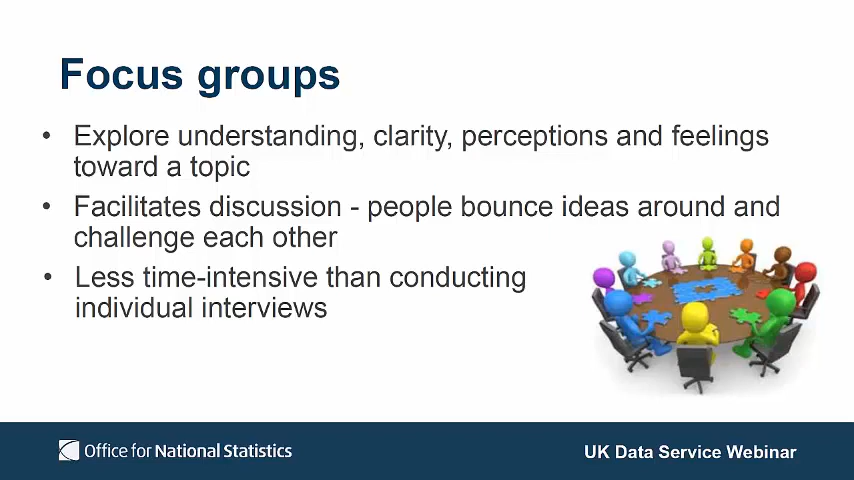 Focus groups
• Explore understanding, clarity, perceptions and feelings
toward a topic
• Facilitates discussion - people bounce ideas around and
challenge each other
• Less time-intensive than conducting
individual interviews
Office for National Statistics
UK Data Service Webinar